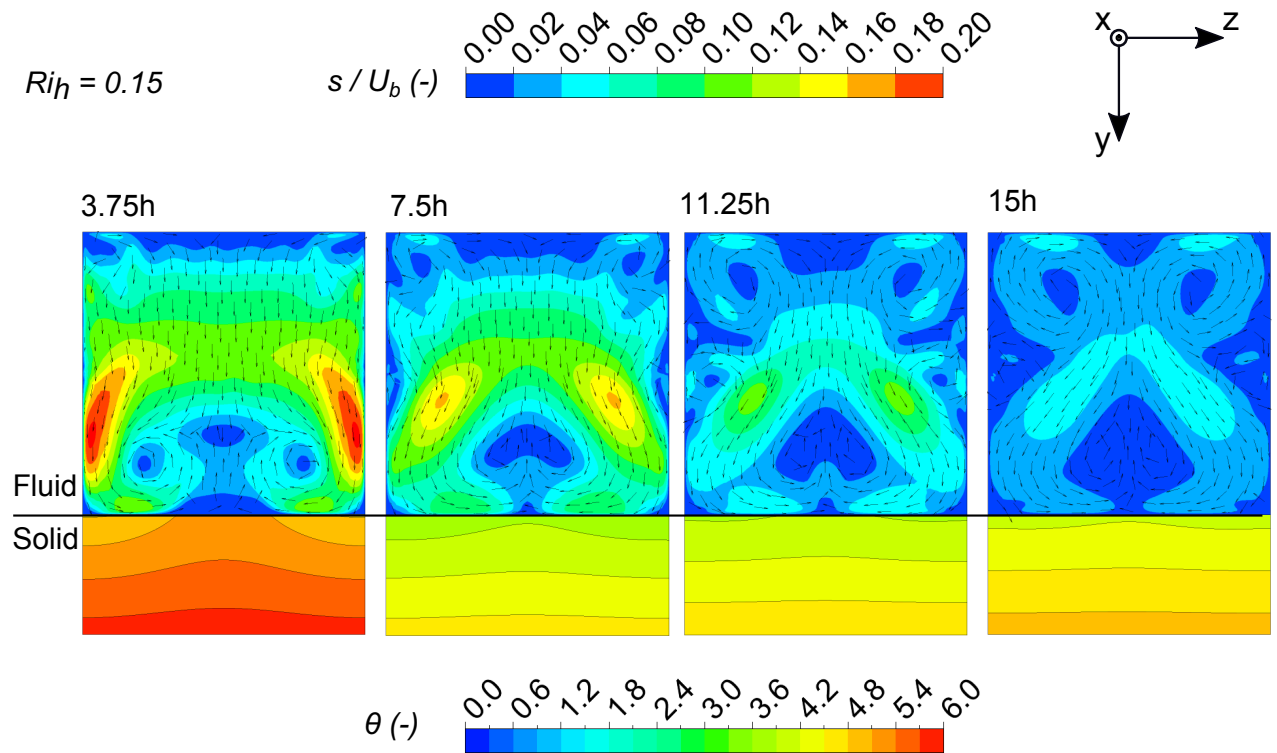 0.00 0.02 0.04 0.06 0.08 0.10 0.12 0.14 0.16 0.18 0.20
Ri_h = 0.15
s / U_b (-)
x z
y
3.75h 7.5h 11.25h 15h
Fluid
Solid
0.0 0.6 1.2 1.8 2.4 3.0 3.6 4.2 4.8 5.4 6.0
θ (-)